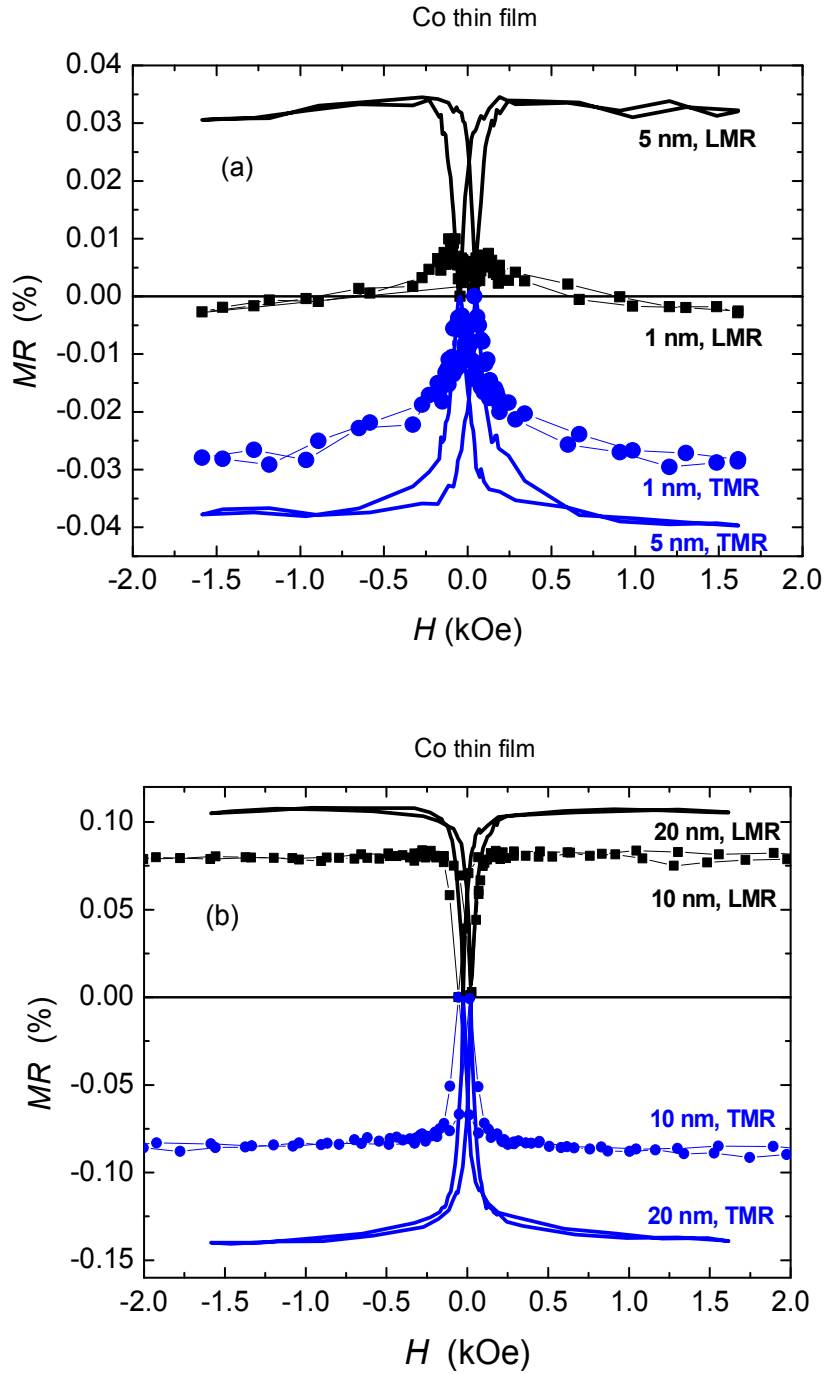 Co thin film
0.04
0.03
0.02
0.01
0.00
-0.01
-0.02
-0.03
-0.04
MR (%)
(a)
5 nm, LMR
1 nm, LMR
1 nm, TMR
5 nm, TMR
-2.0 -1.5 -1.0 -0.5 0.0 0.5 1.0 1.5 2.0
H (kOe)
Co thin film
0.10
0.05
0.00
-0.05
-0.10
-0.15
MR (%)
(b)
20 nm, LMR
10 nm, LMR
10 nm, TMR
20 nm, TMR
-2.0 -1.5 -1.0 -0.5 0.0 0.5 1.0 1.5 2.0
H (kOe)